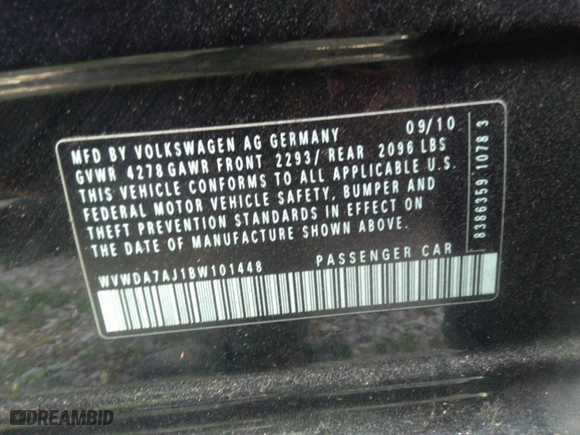 MFD BY VOLKSWAGEN AG GERMANY 09/10
GVWR 4278 GAWR FRONT 2293/ REAR 2096 LBS
THIS VEHICLE CONFORMS TO ALL APPLICABLE U.S.
FEDERAL MOTOR VEHICLE SAFETY, BUMPER AND
THEFT PREVENTION STANDARDS IN EFFECT ON
THE DATE OF MANUFACTURE SHOWN ABOVE.
WVWDA7AJ1BW101448 PASSENGER CAR
8386359 1078 3
DREAMBID